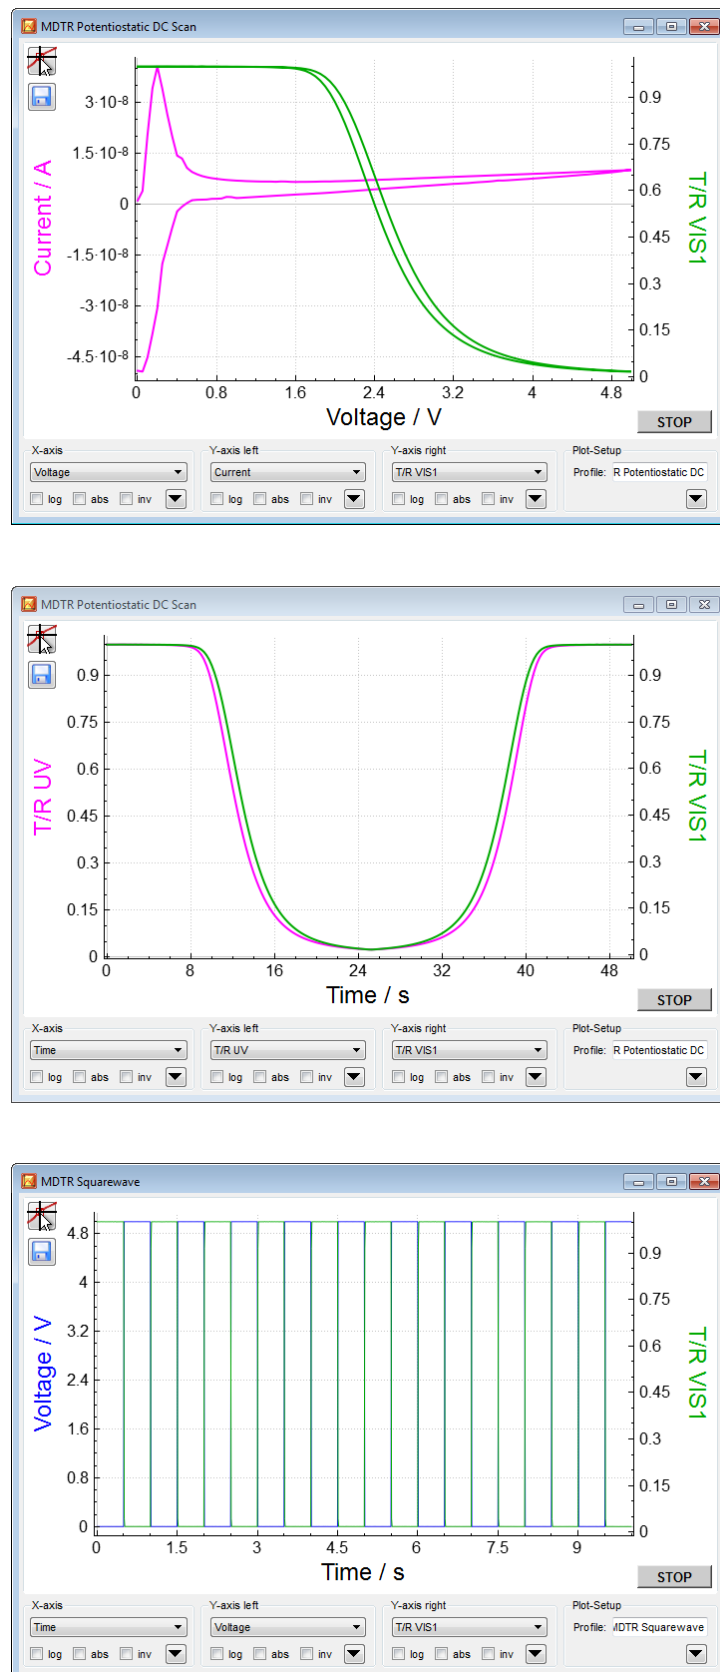 MDTR Potentiostatic DC Scan
3·10-8
1.5·10-8
0
-1.5·10-8
-3·10-8
-4.5·10-8
Current / A
0.9
0.75
0.6
0.45
0.3
0.15
0
T/R VIS1
0 0.8 1.6 2.4 3.2 4 4.8
Voltage / V
STOP
X-axis Y-axis left Y-axis right Plot-Setup
Voltage Current T/R VIS1 Profile: R Potentiostatic DC
log abs inv log abs inv log abs inv
MDTR Potentiostatic DC Scan
0.9
0.75
0.6
0.45
0.3
0.15
0
T/R UV
0.9
0.75
0.6
0.45
0.3
0.15
0
T/R VIS1
0 8 16 24 32 40 48
Time / s
STOP
X-axis Y-axis left Y-axis right Plot-Setup
Time T/R UV T/R VIS1 Profile: R Potentiostatic DC
log abs inv log abs inv log abs inv
MDTR Squarewave
4.8
4
3.2
2.4
1.6
0.8
0
Voltage / V
0.9
0.75
0.6
0.45
0.3
0.15
0
T/R VIS1
0 1.5 3 4.5 6 7.5 9
Time / s
STOP
X-axis Y-axis left Y-axis right Plot-Setup
Time Voltage T/R VIS1 Profile: MDTR Squarewave
log abs inv log abs inv log abs inv